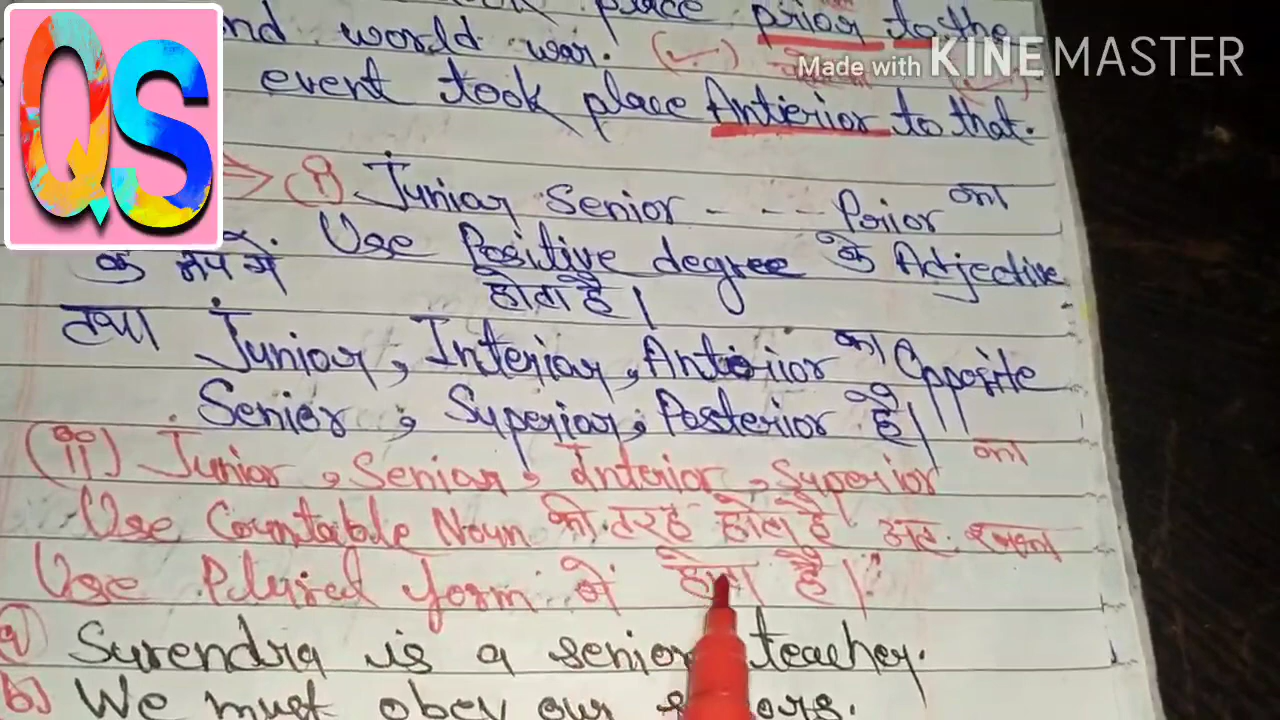 place prior to the
nd world war. (✓)
Made with KINEMASTER
event took place Anterior to that.
QS
⇒ (i) Junior Senior - - - - Prior का
Use Positive degree के Adjective
के रूप में होता है।
तथा Junior, Interior, Anterior का Opposite
Senior, Superior, Posterior है।
(ii) Junior, Senior, Interior, Superior का
Use Countable Noun की तरह होता है। अतः इनका
Use Plural form में होता है।
a) Surendra is a senior teacher.
b) We must obey our seniors.